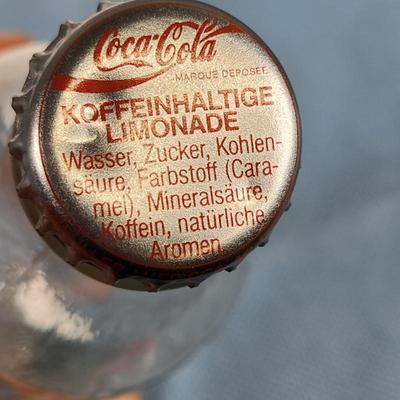 Coca-Cola
MARQUE DEPOSEE
KOFFEINHALTIGE
LIMONADE
Wasser, Zucker, Kohlen-
säure, Farbstoff (Cara-
mel), Mineralsäure,
Koffein, natürliche
Aromen